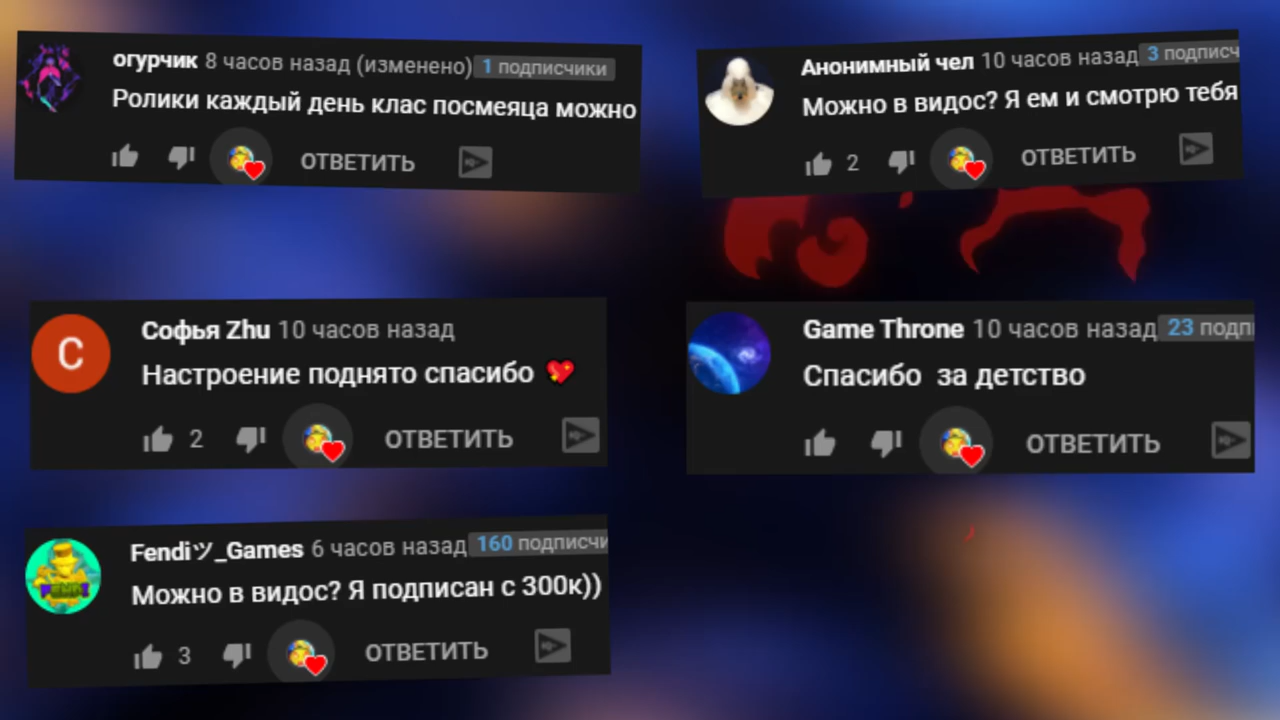 огурчик 8 часов назад (изменено) 1 подписчики
Ролики каждый день клас посмеяца можно
ОТВЕТИТЬ
Анонимный чел 10 часов назад 3 подписч
Можно в видос? Я ем и смотрю тебя
2 ОТВЕТИТЬ
Софья Zhu 10 часов назад
С
Настроение поднято спасибо 💖
2 ОТВЕТИТЬ
Game Throne 10 часов назад 23 подп
Спасибо за детство
ОТВЕТИТЬ
Fendiツ_Games 6 часов назад 160 подписчи
Можно в видос? Я подписан с 300к))
3 ОТВЕТИТЬ